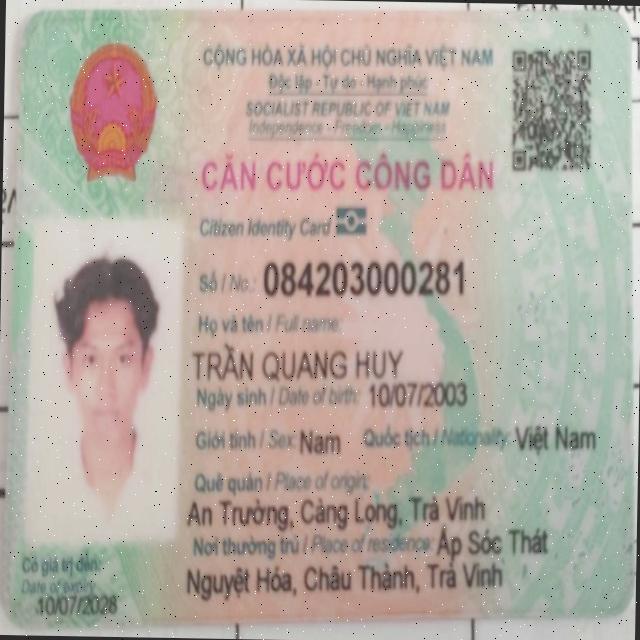 CỘNG HÒA XÃ HỘI CHỦ NGHĨA VIỆT NAM
Độc lập - Tự do - Hạnh phúc
SOCIALIST REPUBLIC OF VIET NAM
Independence - Freedom - Happiness
CĂN CƯỚC CÔNG DÂN
Citizen Identity Card
Số / No.: 084203000281
Họ và tên / Full name:
TRẦN QUANG HUY
Ngày sinh / Date of birth: 10/07/2003
Giới tính / Sex: Nam Quốc tịch / Nationality: Việt Nam
Quê quán / Place of origin:
An Trường, Càng Long, Trà Vinh
Nơi thường trú / Place of residence: Ấp Sóc Thát
Nguyệt Hóa, Châu Thành, Trà Vinh
Có giá trị đến:
Date of expiry:
10/07/2028